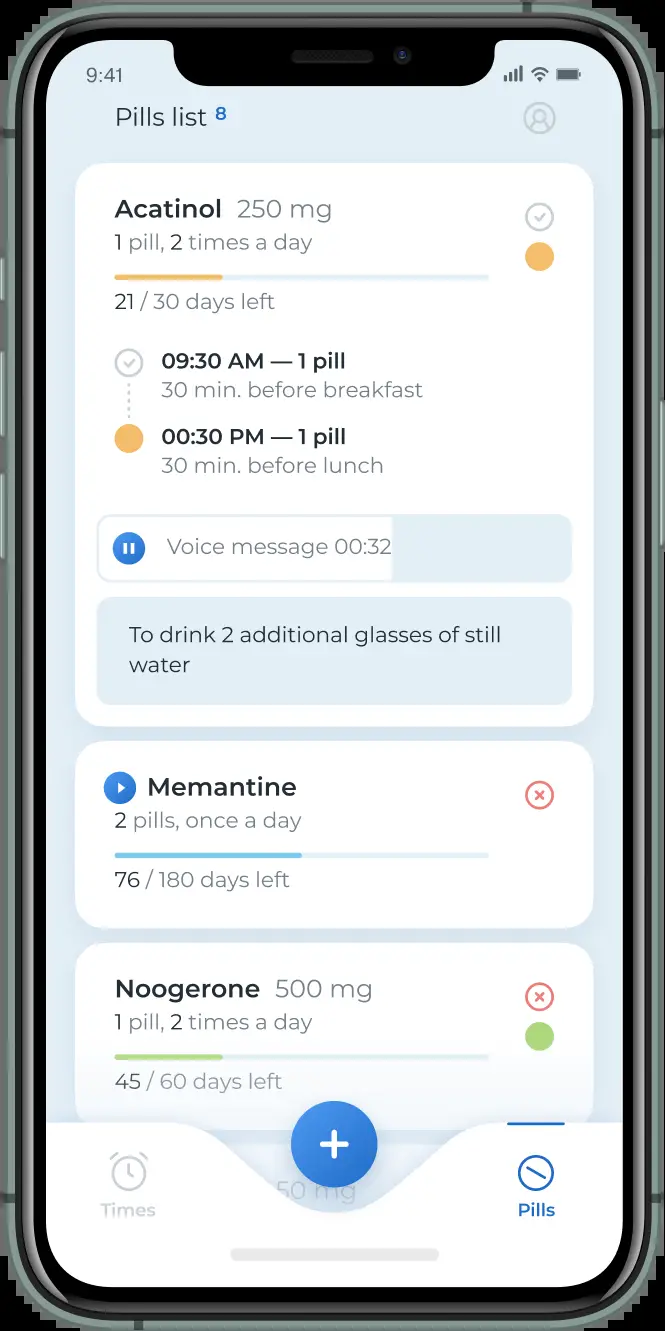 9:41
Pills list 8
Acatinol 250 mg
1 pill, 2 times a day
21 / 30 days left
09:30 AM — 1 pill
30 min. before breakfast
00:30 PM — 1 pill
30 min. before lunch
Voice message 00:32
To drink 2 additional glasses of still
water
Memantine
2 pills, once a day
76 / 180 days left
Noogerone 500 mg
1 pill, 2 times a day
45 / 60 days left
50 mg
Times
Pills